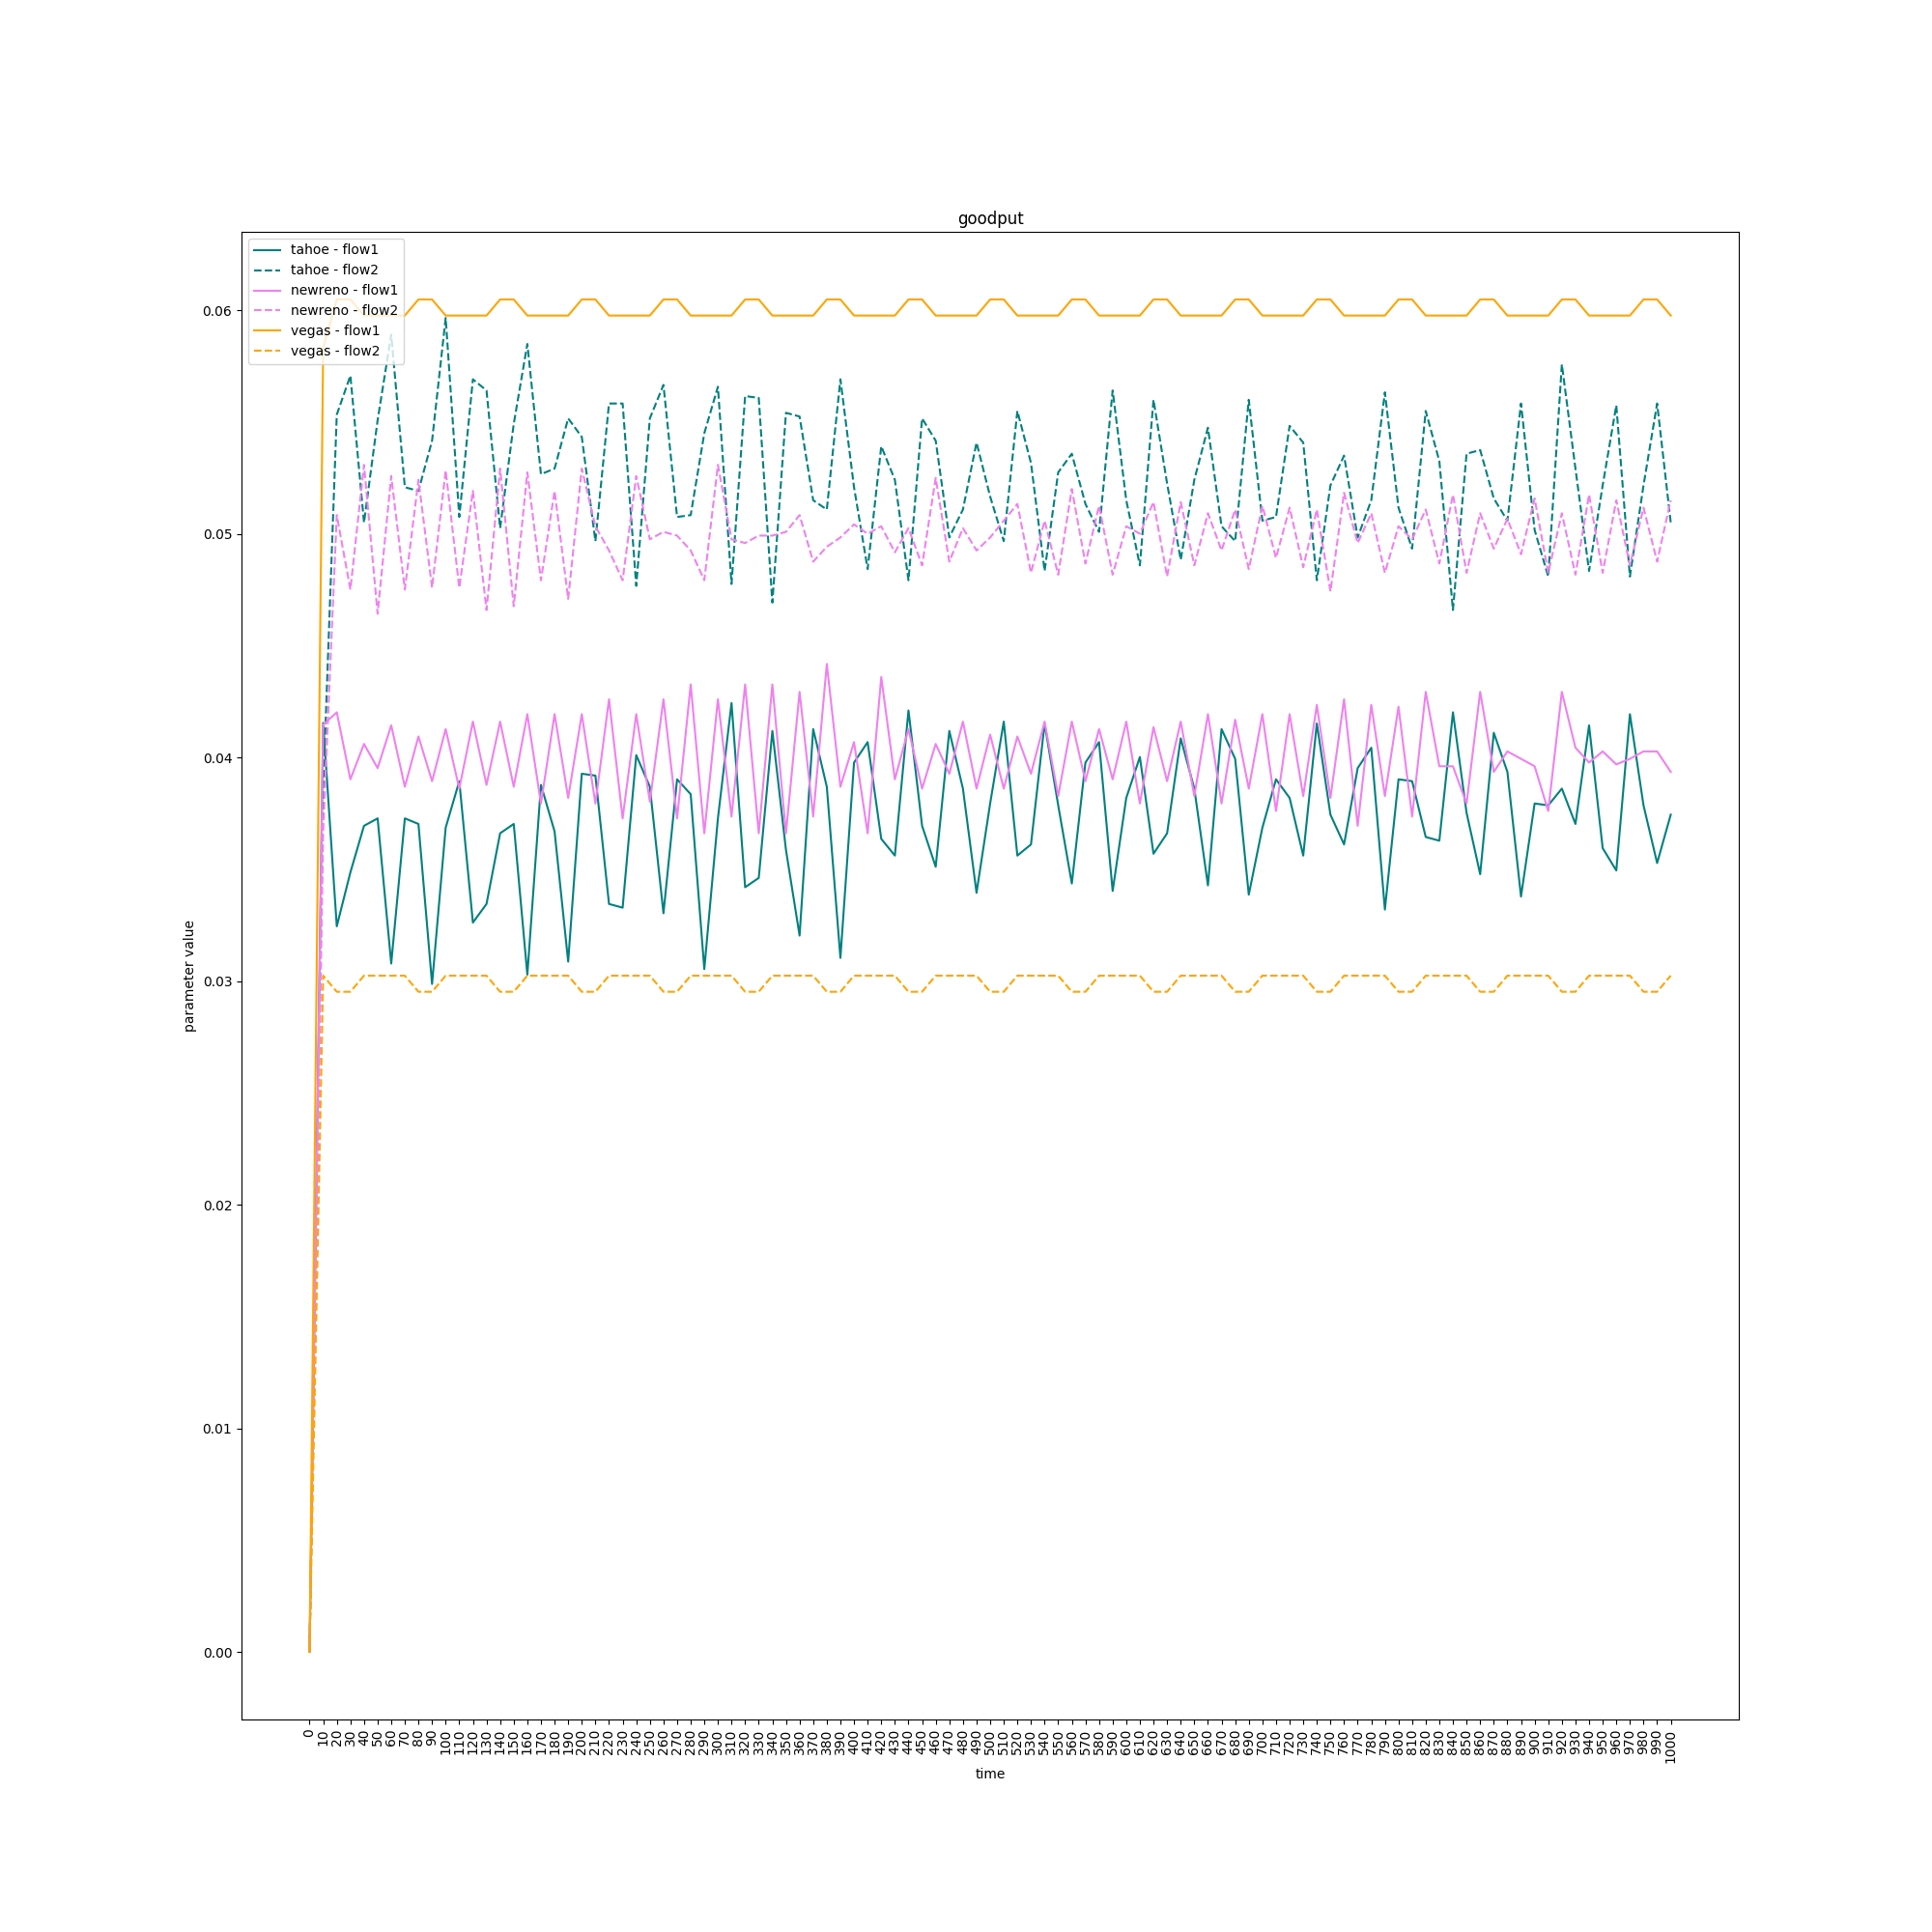 goodput
tahoe - flow1
tahoe - flow2
newreno - flow1
newreno - flow2
vegas - flow1
vegas - flow2
0.06
0.05
0.04
0.03
0.02
0.01
0.00
parameter value
0 10 20 30 40 50 60 70 80 90 100 110 120 130 140 150 160 170 180 190 200 210 220 230 240 250 260 270 280 290 300 310 320 330 340 350 360 370 380 390 400 410 420 430 440 450 460 470 480 490 500 510 520 530 540 550 560 570 580 590 600 610 620 630 640 650 660 670 680 690 700 710 720 730 740 750 760 770 780 790 800 810 820 830 840 850 860 870 880 890 900 910 920 930 940 950 960 970 980 990 1000
time